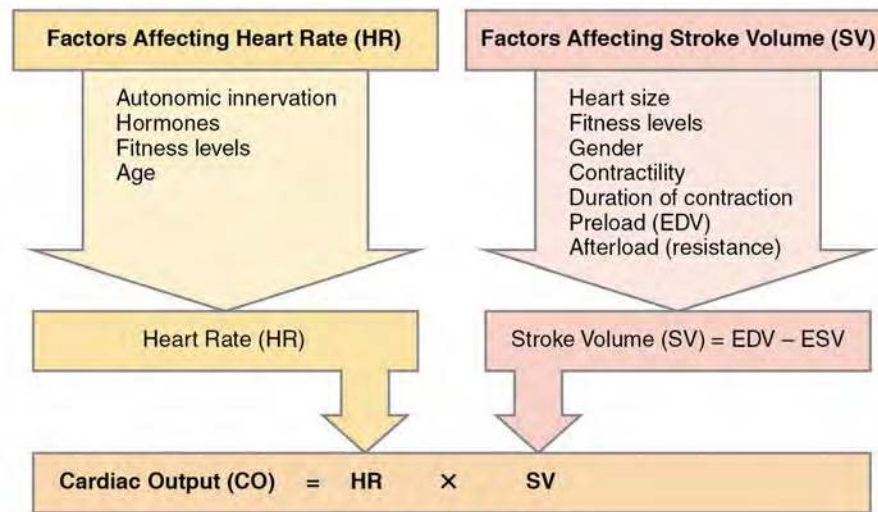 Factors Affecting Heart Rate (HR)
Autonomic innervation
Hormones
Fitness levels
Age
Factors Affecting Stroke Volume (SV)
Heart size
Fitness levels
Gender
Contractility
Duration of contraction
Preload (EDV)
Afterload (resistance)
Heart Rate (HR)
Stroke Volume (SV) = EDV – ESV
Cardiac Output (CO) = HR × SV